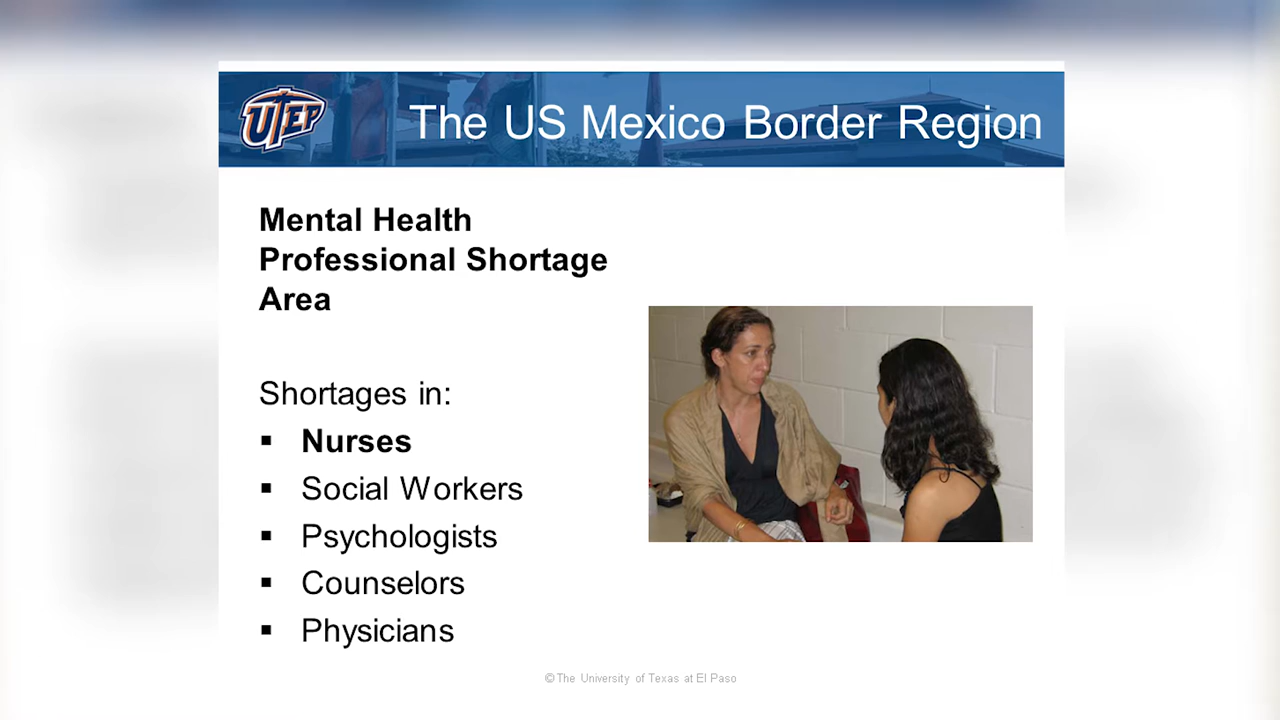 UTEP
The US Mexico Border Region
Mental Health
Professional Shortage
Area
Shortages in:
▪ Nurses
▪ Social Workers
▪ Psychologists
▪ Counselors
▪ Physicians
© The University of Texas at El Paso